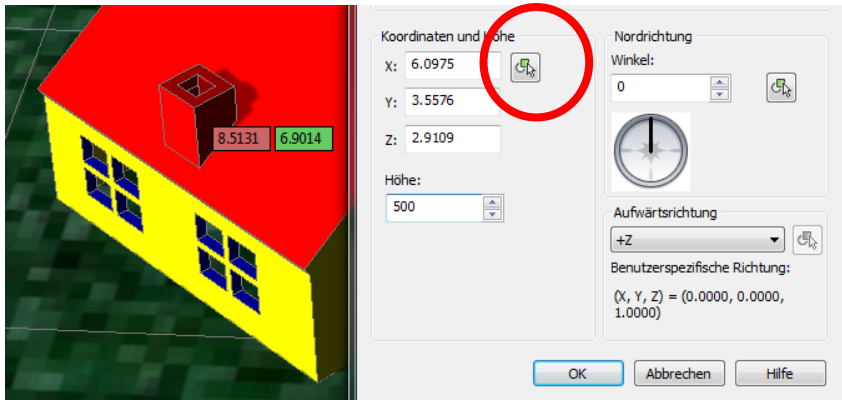 8.5131 6.9014
Koordinaten und Höhe
X: 6.0975
Y: 3.5576
Z: 2.9109
Höhe:
500
Nordrichtung
Winkel:
0
Aufwärtsrichtung
+Z
Benutzerspezifische Richtung:
(X, Y, Z) = (0.0000, 0.0000,
1.0000)
OK Abbrechen Hilfe